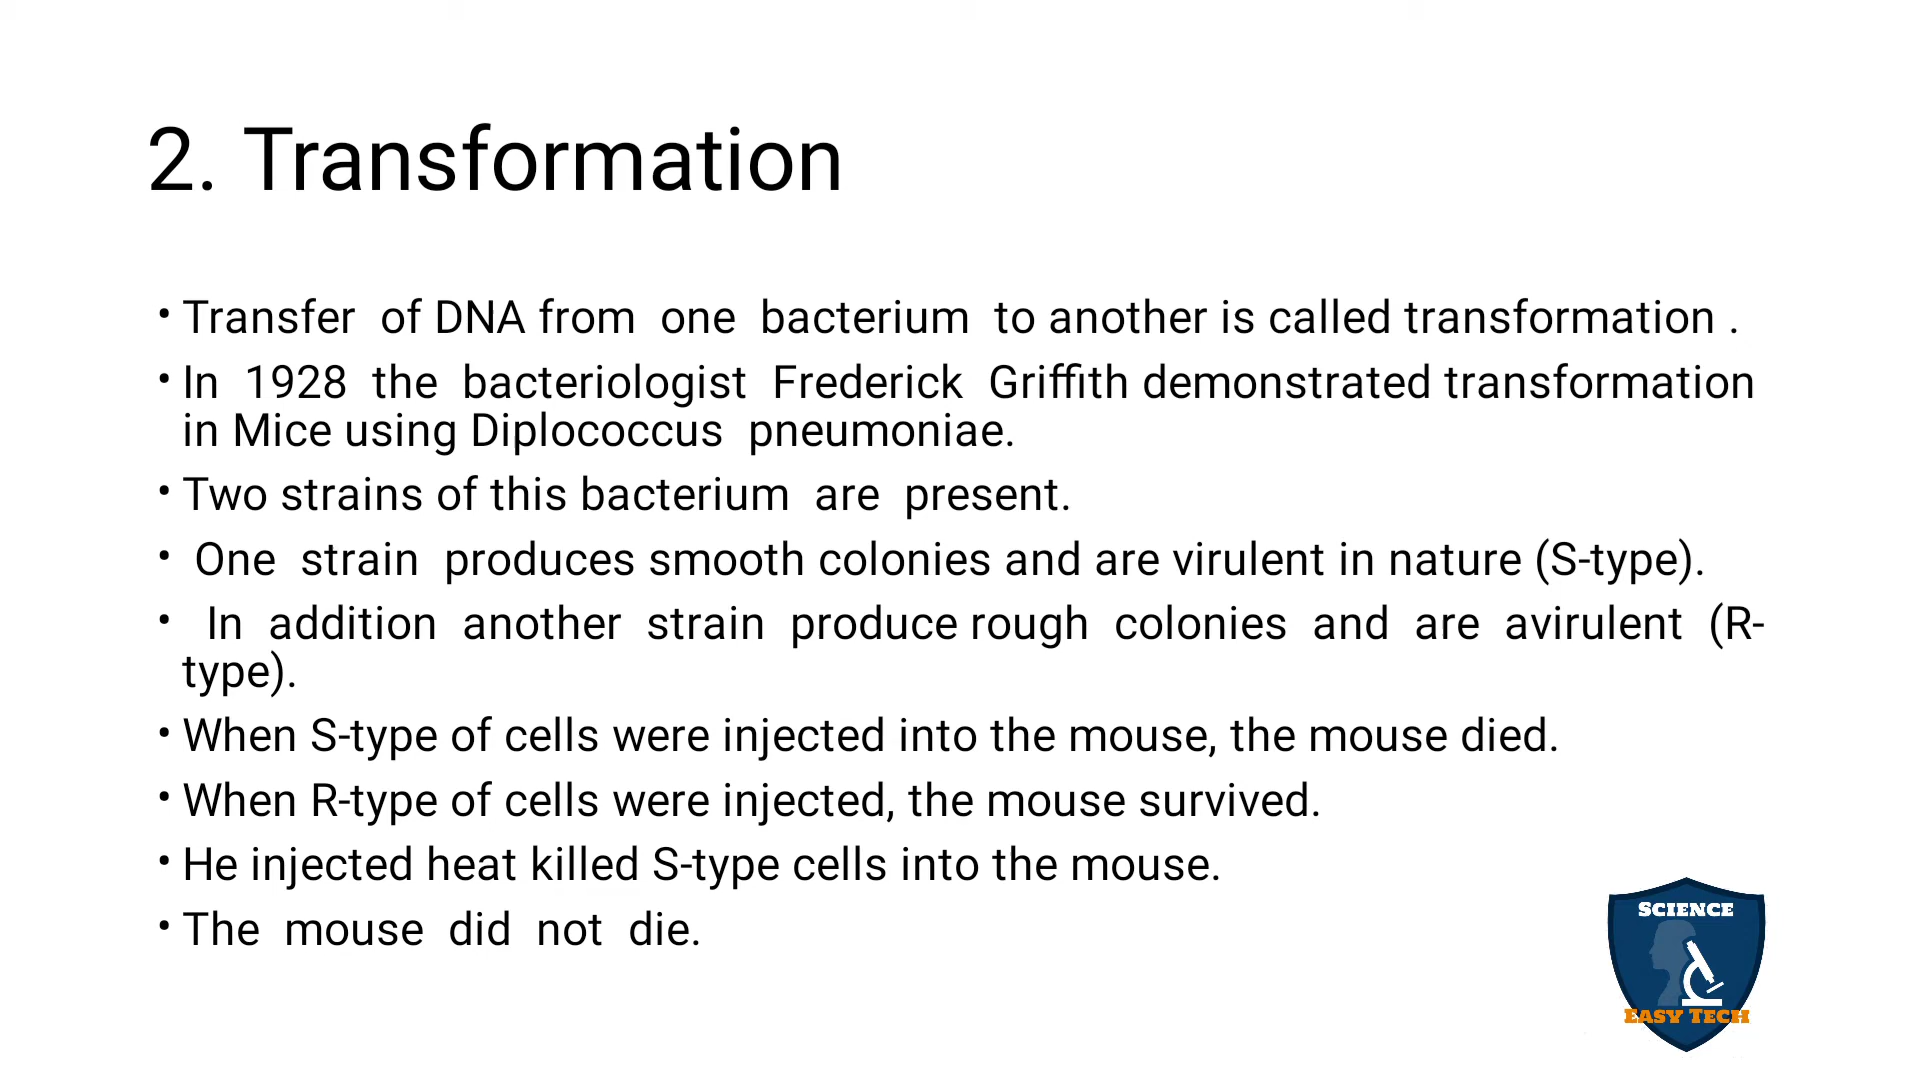 2. Transformation
• Transfer of DNA from one bacterium to another is called transformation .
• In 1928 the bacteriologist Frederick Griffith demonstrated transformation
in Mice using Diplococcus pneumoniae.
• Two strains of this bacterium are present.
• One strain produces smooth colonies and are virulent in nature (S-type).
• In addition another strain produce rough colonies and are avirulent (R-
type).
• When S-type of cells were injected into the mouse, the mouse died.
• When R-type of cells were injected, the mouse survived.
• He injected heat killed S-type cells into the mouse.
• The mouse did not die.
SCIENCE
EASY TECH